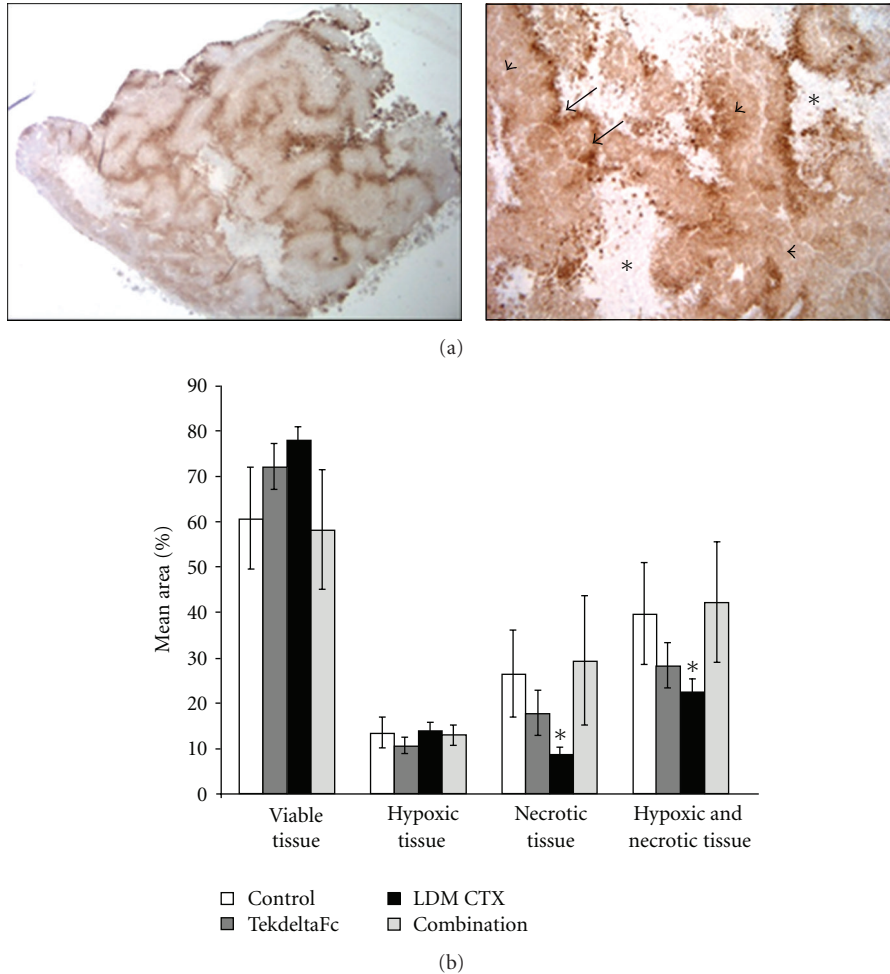 *
*
(a)
90
80
70
60
50
40
30
20
10
0
Mean area (%)
*
*
Viable
tissue
Hypoxic
tissue
Necrotic
tissue
Hypoxic and
necrotic tissue
Control
LDM CTX
TekdeltaFc
Combination
(b)